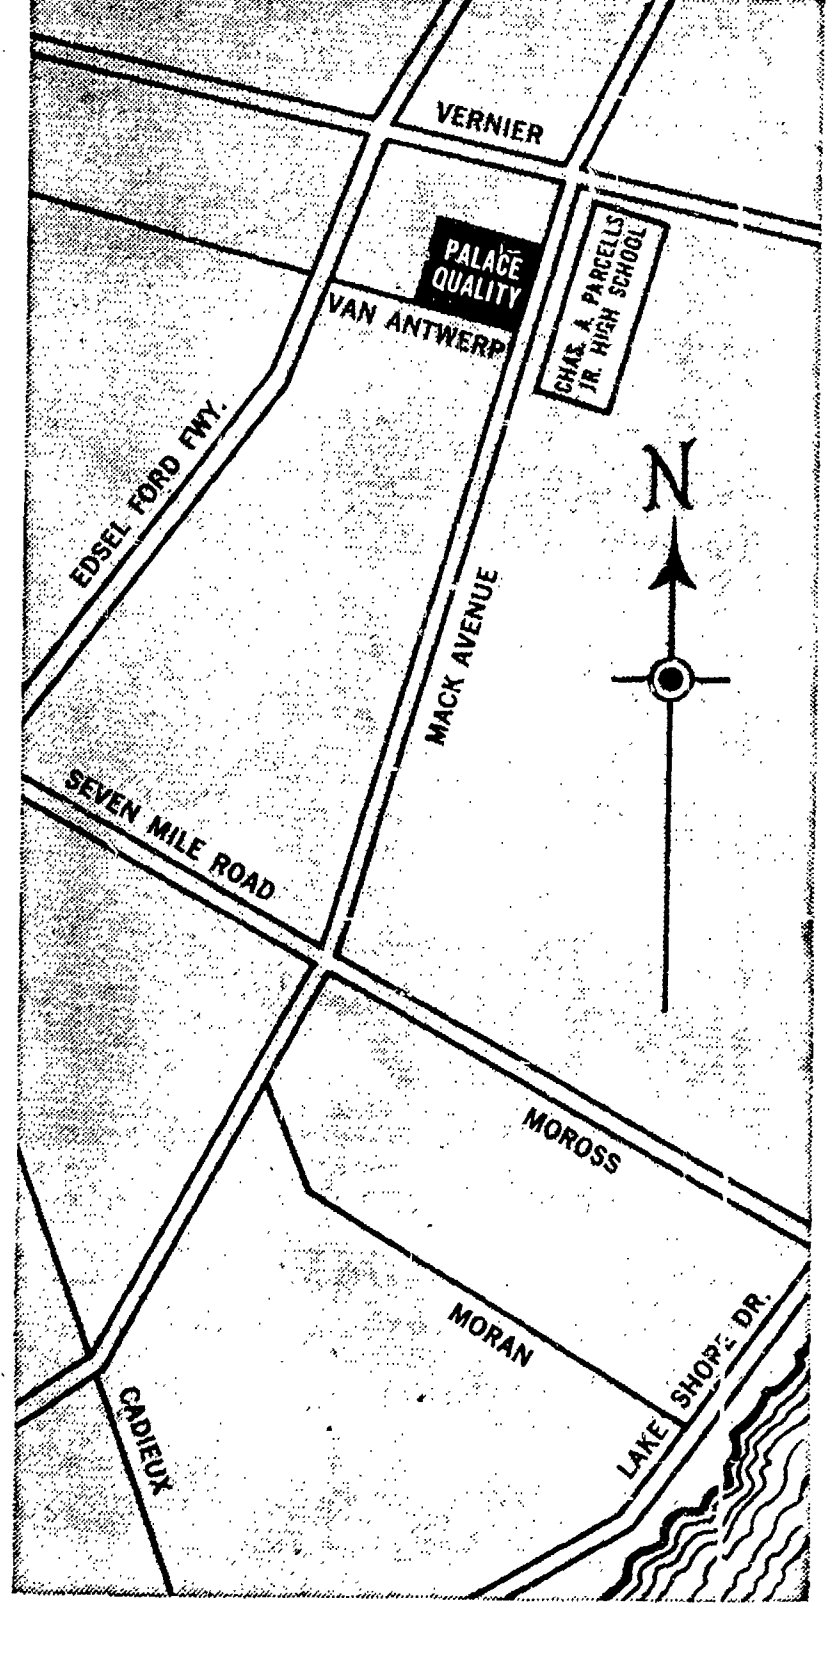 VERNIER
PALACE
QUALITY
CHAS. A. PARCELLS
JR. HIGH SCHOOL
VAN ANTWERP
EDSEL FORD FWY.
N
MACK AVENUE
SEVEN MILE ROAD
MOROSS
MORAN
LAKE SHORE DR.
CADIEUX